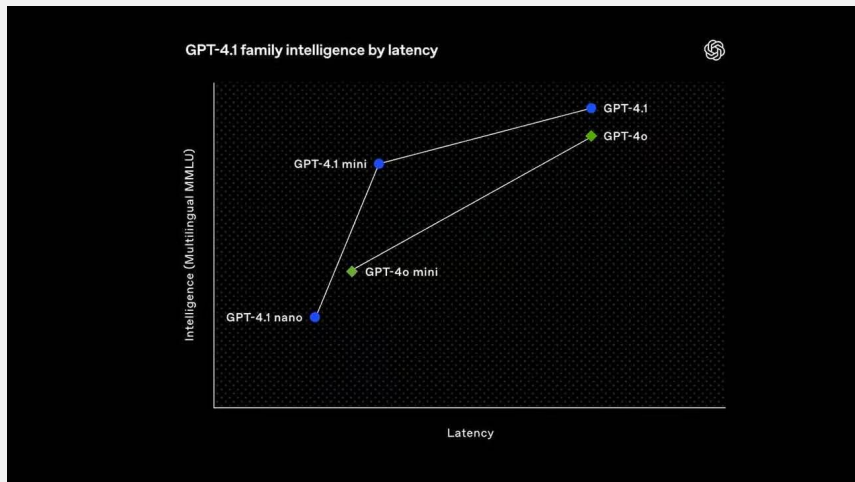 GPT-4.1 family intelligence by latency
GPT-4.1
GPT-4o
GPT-4.1 mini
GPT-4o mini
GPT-4.1 nano
Intelligence (Multilingual MMLU)
Latency